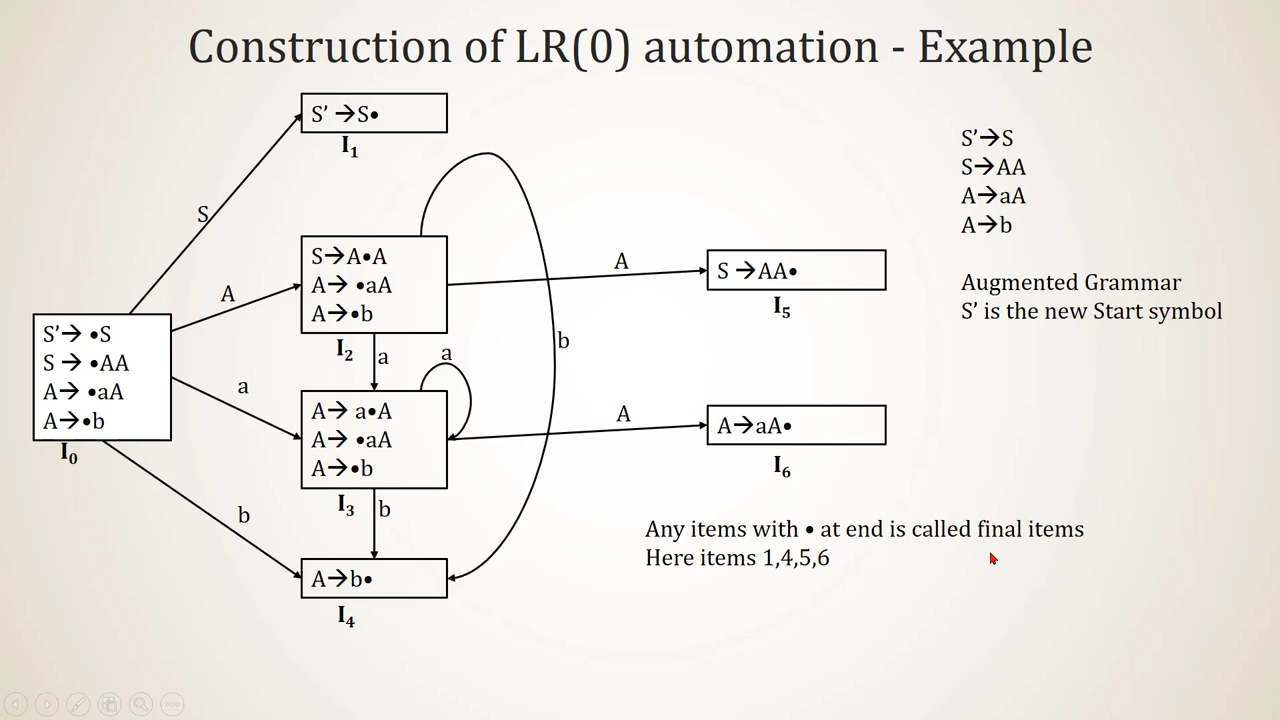 Construction of LR(0) automation - Example
S' →S•
I₁
S
S→A•A
A→ •aA
A→•b
I₂
A
A
S →AA•
I₅
S'→ •S
S → •AA
A→ •aA
A→•b
I₀
a
a
a
b
A→ a•A
A→ •aA
A→•b
I₃
A
A→aA•
I₆
b
b
A→b•
I₄
S'→S
S→AA
A→aA
A→b
Augmented Grammar
S' is the new Start symbol
Any items with • at end is called final items
Here items 1,4,5,6